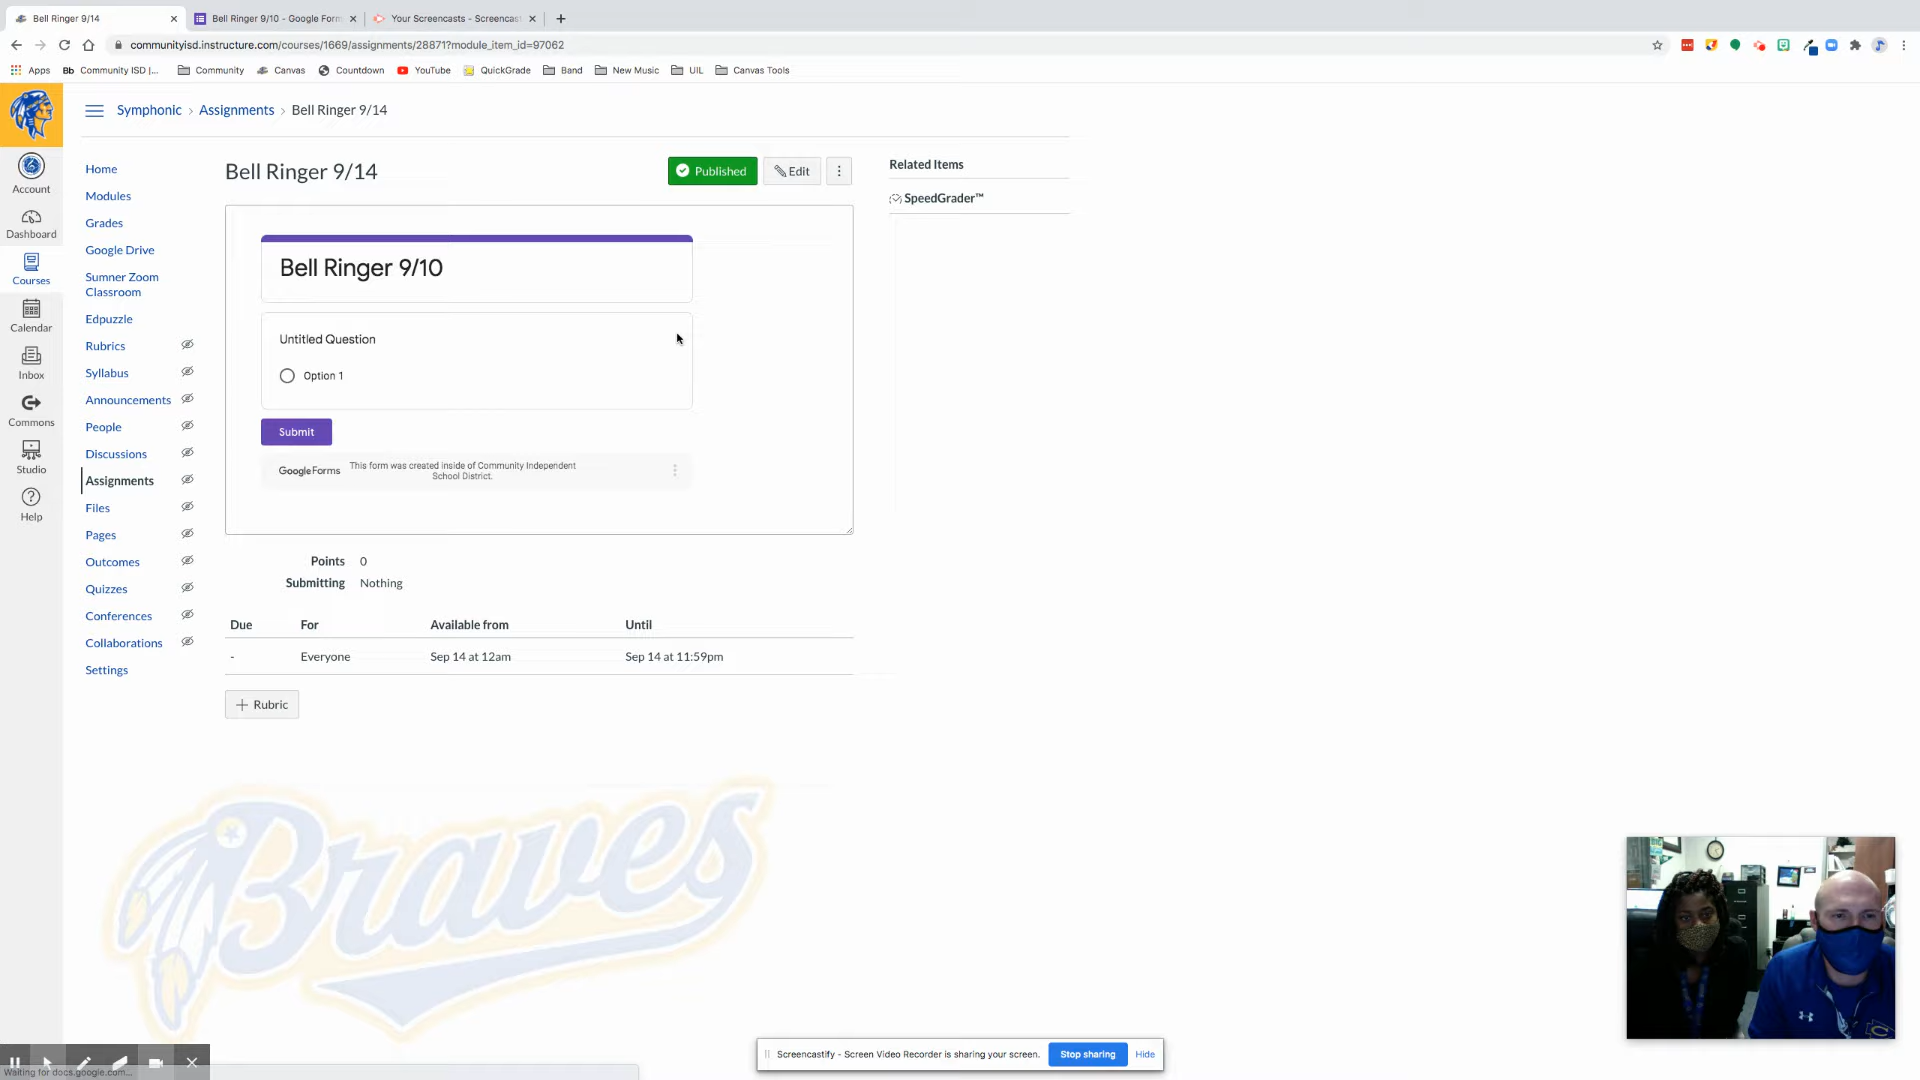 Bell Ringer 9/14
Bell Ringer 9/10 - Google Form
Your Screencasts - Screencast
communityisd.instructure.com/courses/1669/assignments/28871?module_item_id=97062
Apps
Bb Community ISD |...
Community
Canvas
Countdown
YouTube
QuickGrade
Band
New Music
UIL
Canvas Tools
Symphonic › Assignments › Bell Ringer 9/14
Account
Dashboard
Courses
Calendar
Inbox
Commons
Studio
Help
Home
Modules
Grades
Google Drive
Sumner Zoom
Classroom
Edpuzzle
Rubrics
Syllabus
Announcements
People
Discussions
Assignments
Files
Pages
Outcomes
Quizzes
Conferences
Collaborations
Settings
Bell Ringer 9/14
Published
Edit
Related Items
SpeedGrader™
Bell Ringer 9/10
Untitled Question
Option 1
Submit
Google Forms
This form was created inside of Community Independent
School District.
Points 0
Submitting Nothing
Due For Available from Until
- Everyone Sep 14 at 12am Sep 14 at 11:59pm
+ Rubric
Braves
Screencastify - Screen Video Recorder is sharing your screen.
Stop sharing
Hide
Waiting for docs.google.com...